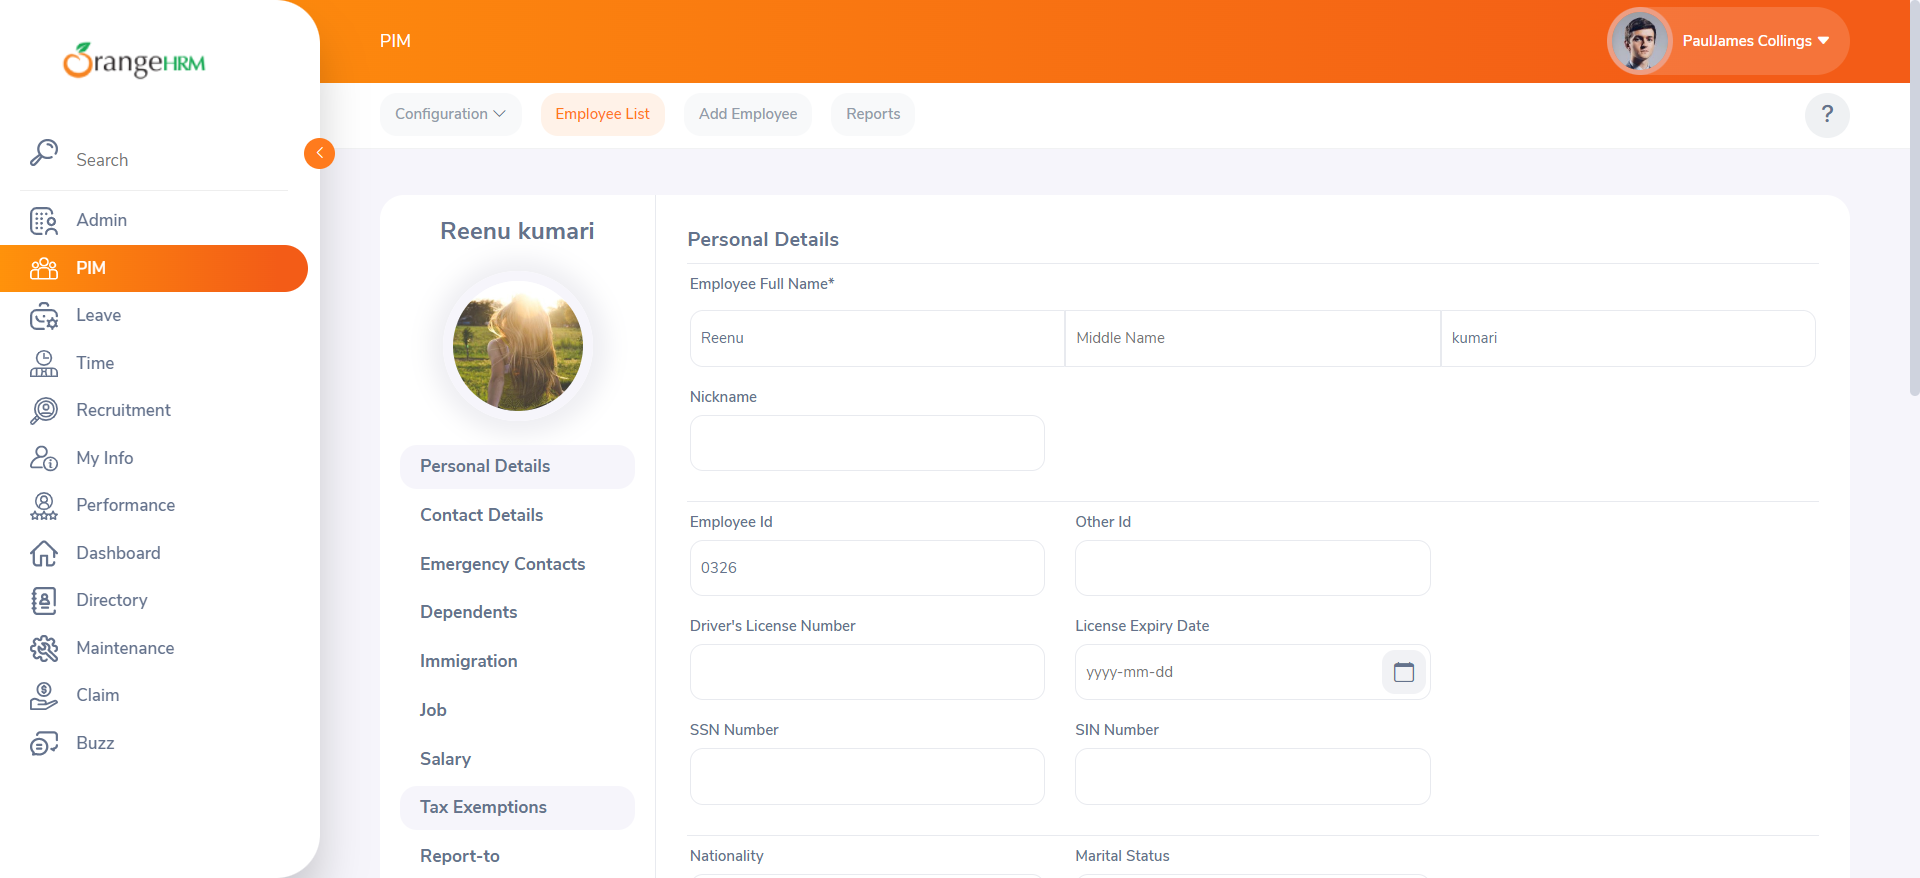 OrangeHRM
Search
Admin
PIM
Leave
Time
Recruitment
My Info
Performance
Dashboard
Directory
Maintenance
Claim
Buzz
PIM
PaulJames Collings
Configuration
Employee List
Add Employee
Reports
?
Reenu kumari
Personal Details
Contact Details
Emergency Contacts
Dependents
Immigration
Job
Salary
Tax Exemptions
Report-to
Personal Details
Employee Full Name*
Reenu
Middle Name
kumari
Nickname
Employee Id
Other Id
0326
Driver's License Number
License Expiry Date
yyyy-mm-dd
SSN Number
SIN Number
Nationality
Marital Status